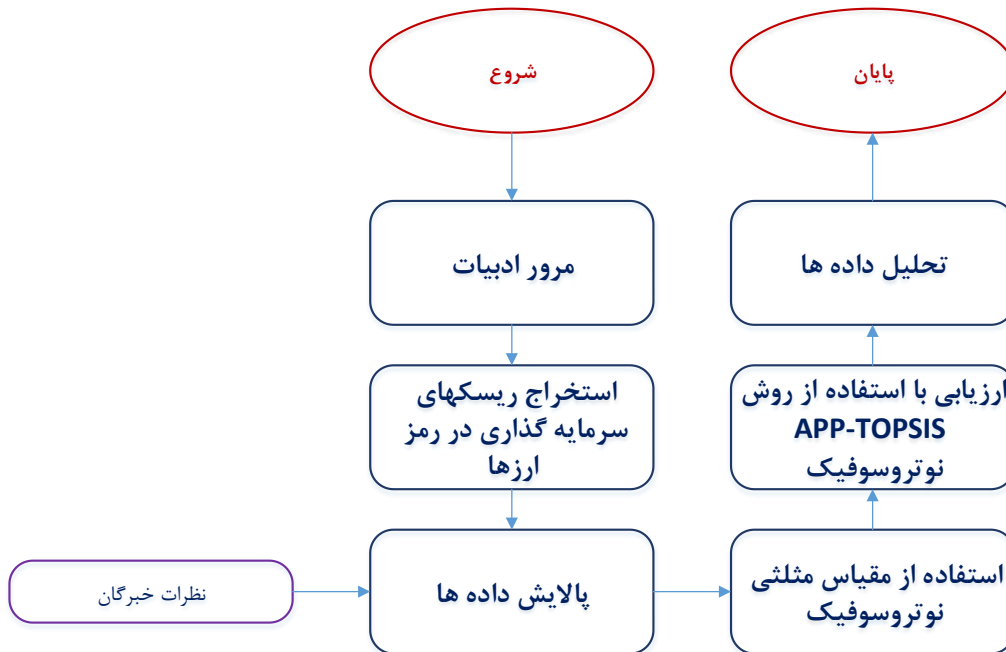 شروع
مرور ادبیات
استخراج ریسکهای
سرمایه گذاری در رمز
ارزها
نظرات خبرگان
پالایش داده ها
استفاده از مقیاس مثلثی
نوتروسوفیک
ارزیابی با استفاده از روش
APP-TOPSIS
نوتروسوفیک
تحلیل داده ها
پایان